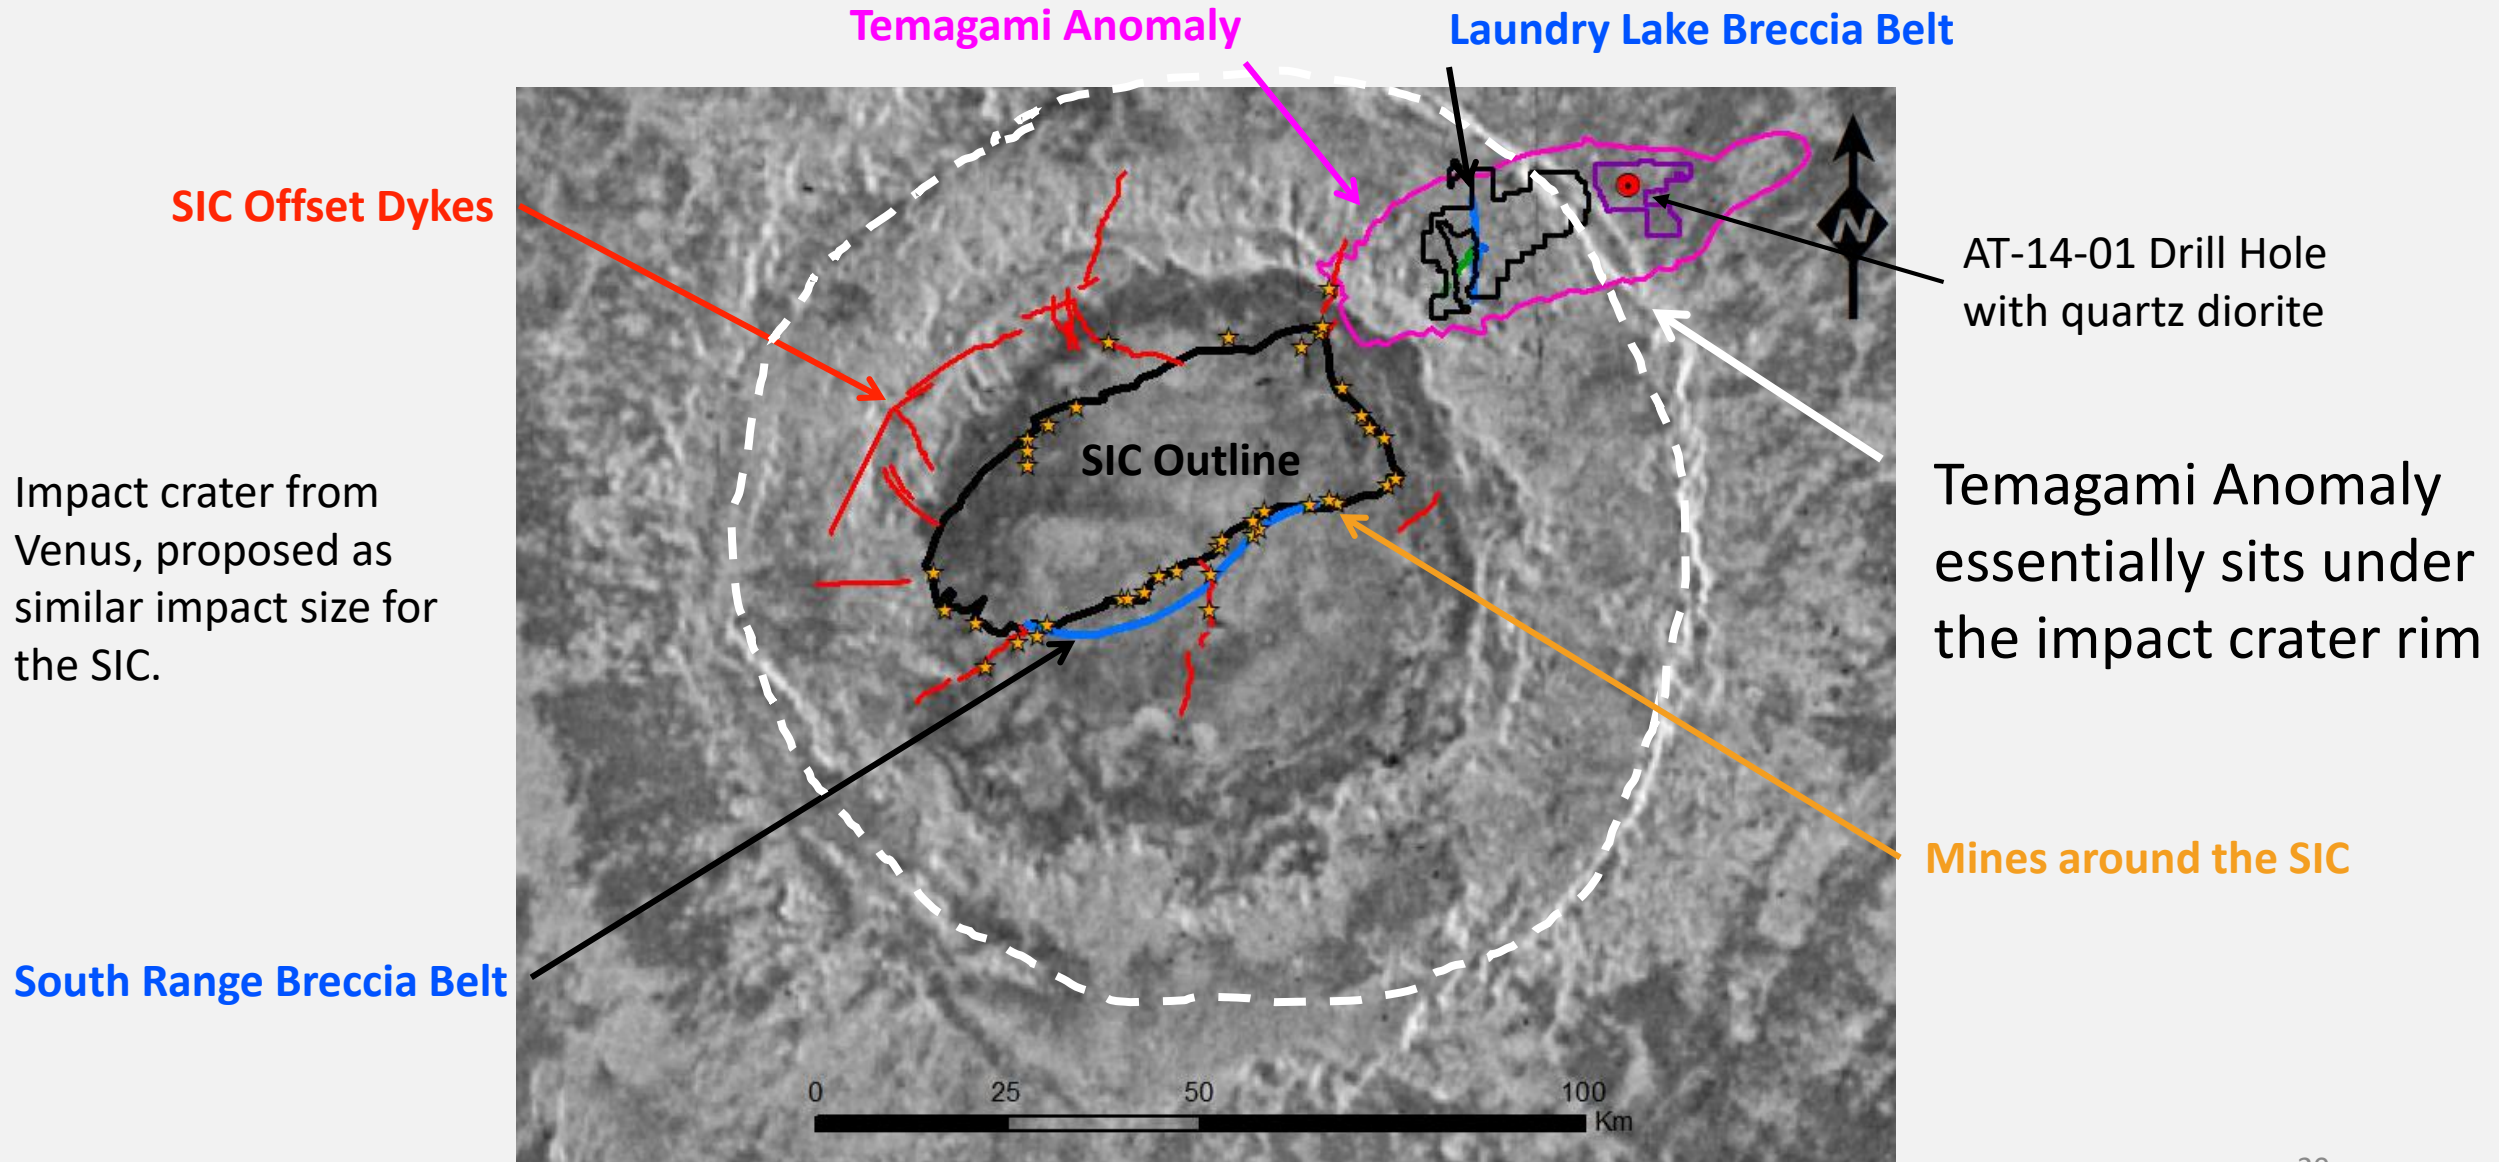 Temagami Anomaly
Laundry Lake Breccia Belt
SIC Offset Dykes
N
AT-14-01 Drill Hole
with quartz diorite
SIC Outline
Impact crater from
Venus, proposed as
similar impact size for
the SIC.
Temagami Anomaly
essentially sits under
the impact crater rim
Mines around the SIC
South Range Breccia Belt
0 25 50 100
Km